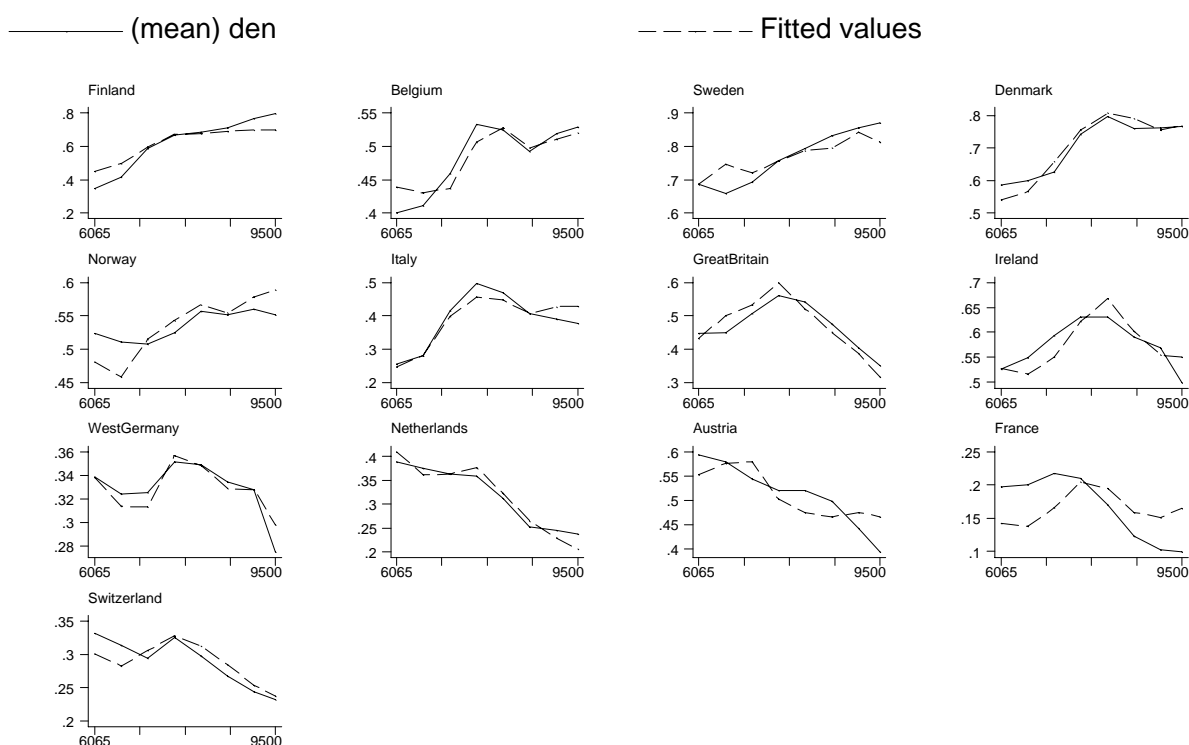 (mean) den Fitted values
Finland Belgium Sweden Denmark
.8 .55 .9 .8
.6 .5 .8 .7
.4 .45 .7 .6
.2 .4 .6 .5
6065 9500 6065 9500 6065 9500 6065 9500
Norway Italy GreatBritain Ireland
.6 .5 .6 .7
.55 .4 .5 .65
.5 .3 .4 .6
.45 .2 .3 .55
.5
6065 9500 6065 9500 6065 9500 6065 9500
WestGermany Netherlands Austria France
.36 .4 .6 .25
.34 .35 .55 .2
.32 .3 .5 .15
.3 .25 .45 .1
.28 .2 .4
6065 9500 6065 9500 6065 9500 6065 9500
Switzerland
.35
.3
.25
.2
6065 9500